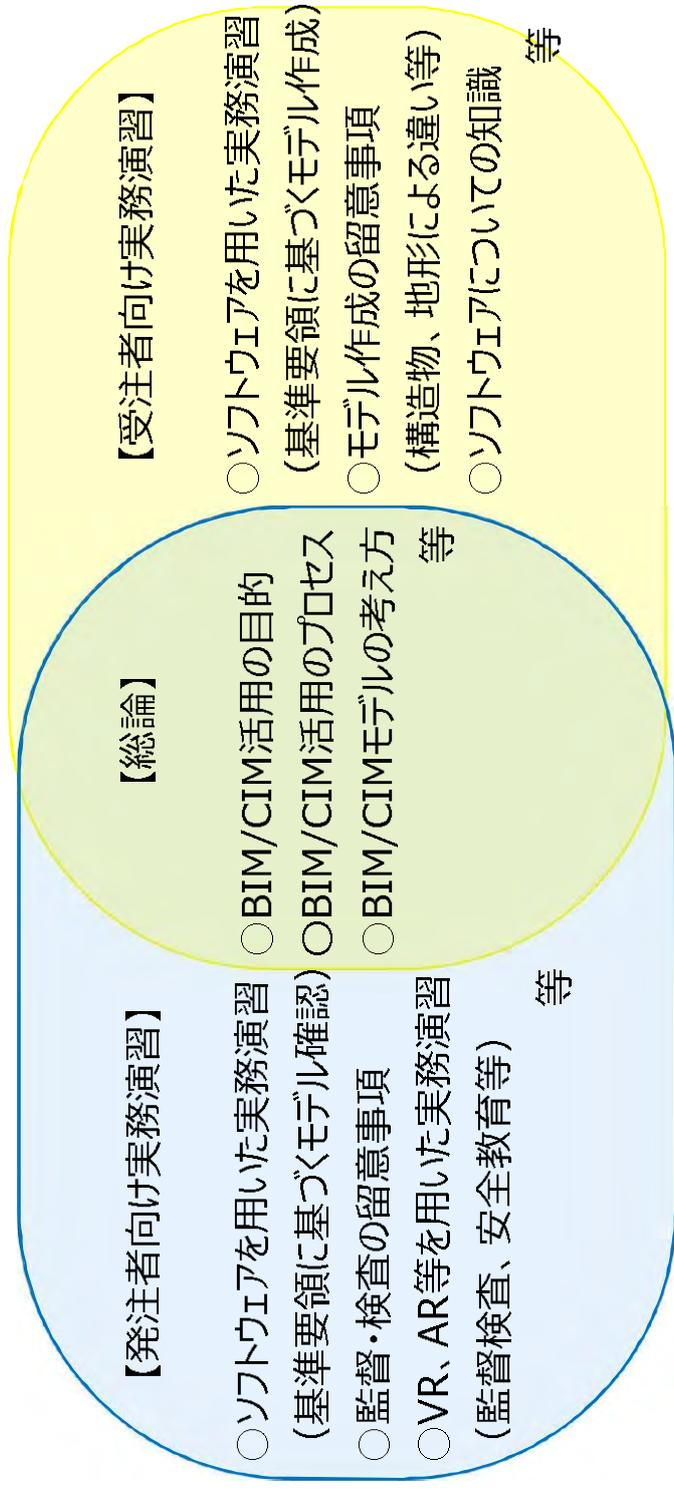 【発注者向け実務演習】
○ソフトウェアを用いた実務演習
(基準要領に基づくモデル確認)
○監督・検査の留意事項
○VR、AR等を用いた実務演習
(監督検査、安全教育等)
等
【総論】
○BIM/CIM活用の目的
○BIM/CIM活用のプロセス
○BIM/CIMモデルの考え方
等
【受注者向け実務演習】
○ソフトウェアを用いた実務演習
(基準要領に基づくモデル作成)
○モデル作成の留意事項
(構造物、地形による違い等)
○ソフトウェアについての知識
等